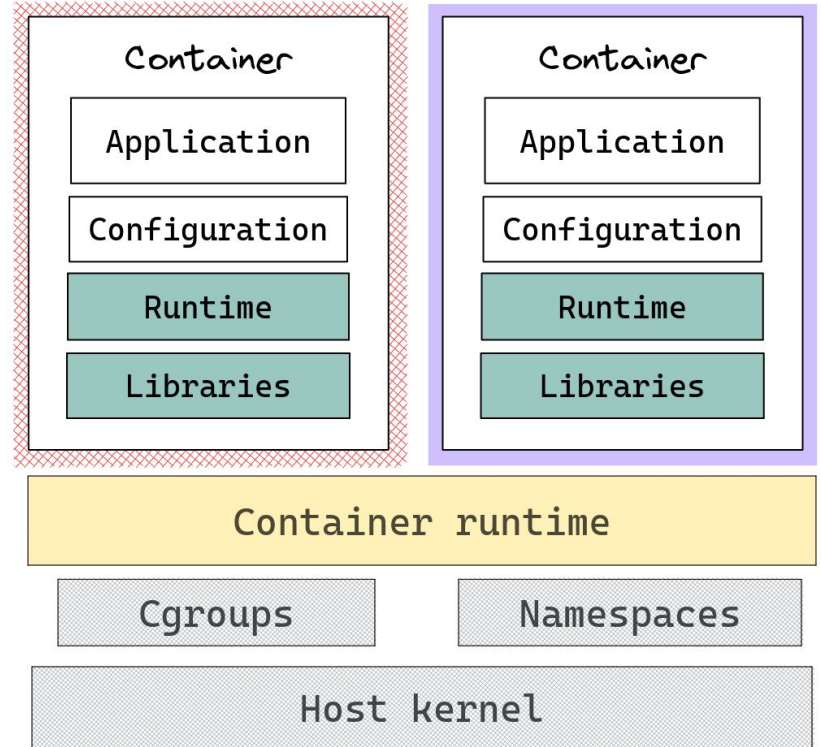 Container
Application
Configuration
Runtime
Libraries
Container
Application
Configuration
Runtime
Libraries
Container runtime
Cgroups
Namespaces
Host kernel